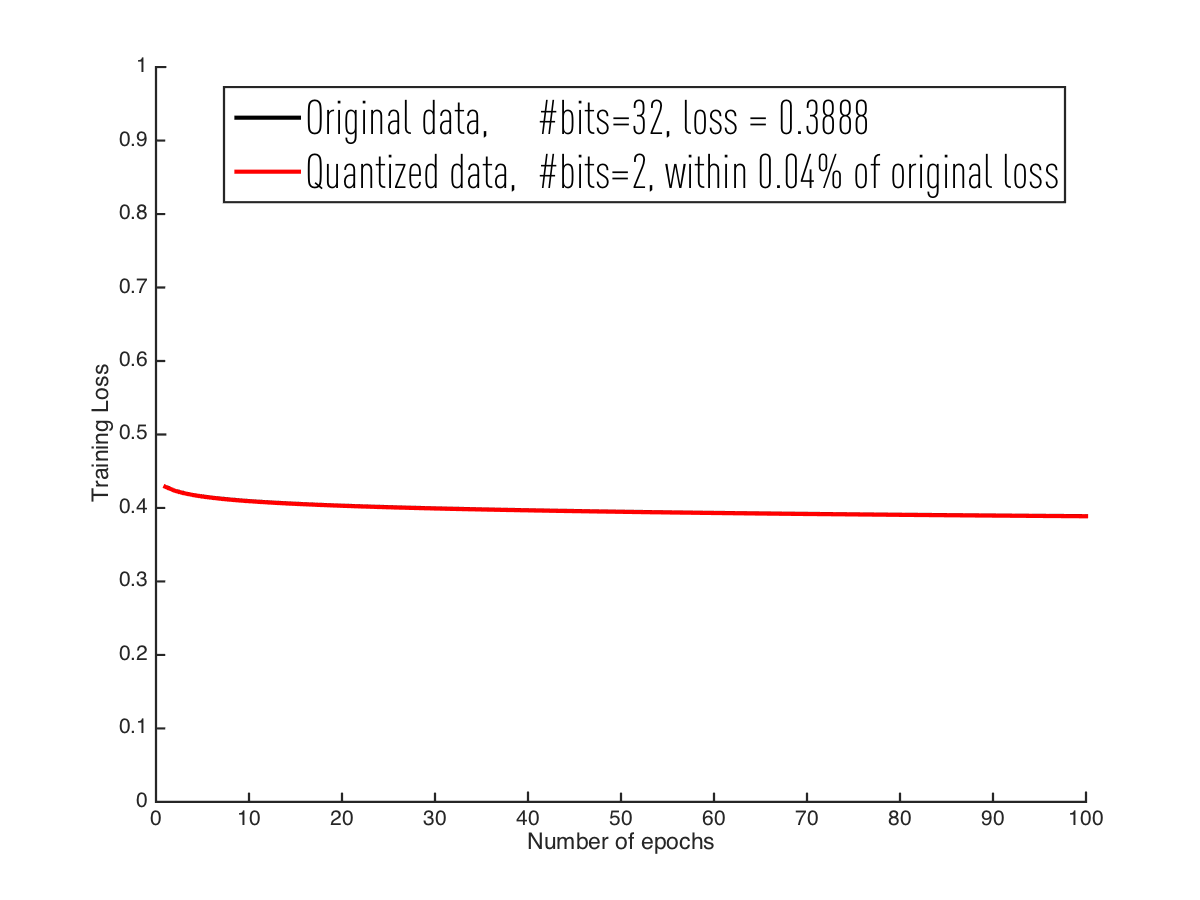 1
Original data, #bits=32, loss = 0.3888
0.9
Quantized data, #bits=2, within 0.04% of original loss
0.8
0.7
0.6
0.5
0.4
0.3
0.2
0.1
0
Training Loss
0 10 20 30 40 50 60 70 80 90 100
Number of epochs